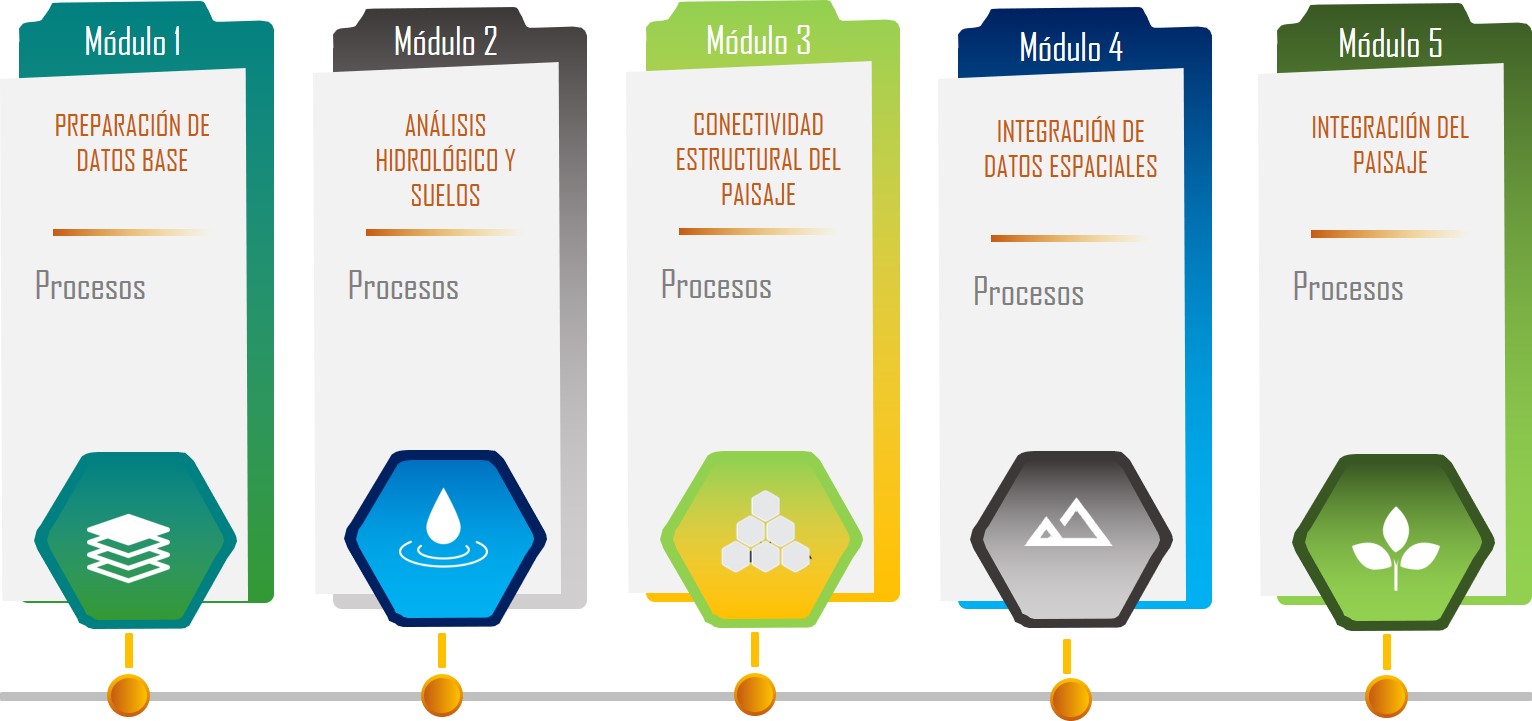 Módulo 1
PREPARACIÓN DE
DATOS BASE
Procesos
Módulo 2
ANÁLISIS
HIDROLÓGICO Y
SUELOS
Procesos
Módulo 3
CONECTIVIDAD
ESTRUCTURAL DEL
PAISAJE
Procesos
Módulo 4
INTEGRACIÓN DE
DATOS ESPACIALES
Procesos
Módulo 5
INTEGRACIÓN DEL
PAISAJE
Procesos